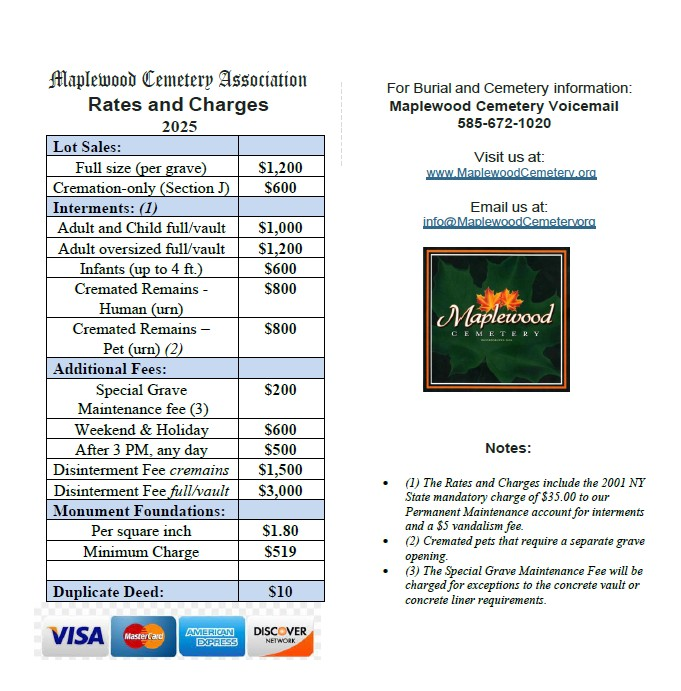 Maplewood Cemetery Association
Rates and Charges
2025
Lot Sales:
Full size (per grave) $1,200
Cremation-only (Section J) $600
Interments: (1)
Adult and Child full/vault $1,000
Adult oversized full/vault $1,200
Infants (up to 4 ft.) $600
Cremated Remains - $800
Human (urn)
Cremated Remains – $800
Pet (urn) (2)
Additional Fees:
Special Grave $200
Maintenance fee (3)
Weekend & Holiday $600
After 3 PM, any day $500
Disinterment Fee cremains $1,500
Disinterment Fee full/vault $3,000
Monument Foundations:
Per square inch $1.80
Minimum Charge $519
Duplicate Deed: $10
VISA
MasterCard
AMERICAN
EXPRESS
DISCOVER
NETWORK
For Burial and Cemetery information:
Maplewood Cemetery Voicemail
585-672-1020
Visit us at:
www.MaplewoodCemetery.org
Email us at:
info@MaplewoodCemeteryorg
Maplewood
CEMETERY
Notes:
• (1) The Rates and Charges include the 2001 NY
State mandatory charge of $35.00 to our
Permanent Maintenance account for interments
and a $5 vandalism fee.
• (2) Cremated pets that require a separate grave
opening.
• (3) The Special Grave Maintenance Fee will be
charged for exceptions to the concrete vault or
concrete liner requirements.